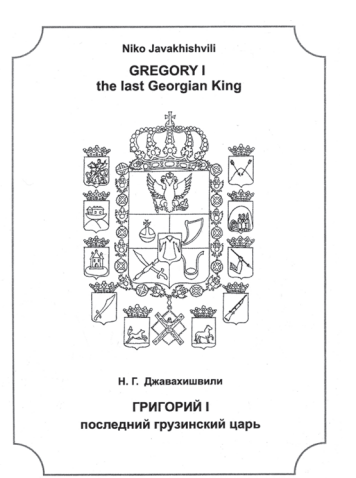 Niko Javakhishvili
GREGORY I
the last Georgian King
Н. Г. Джавахишвили
ГРИГОРИЙ I
последний грузинский царь